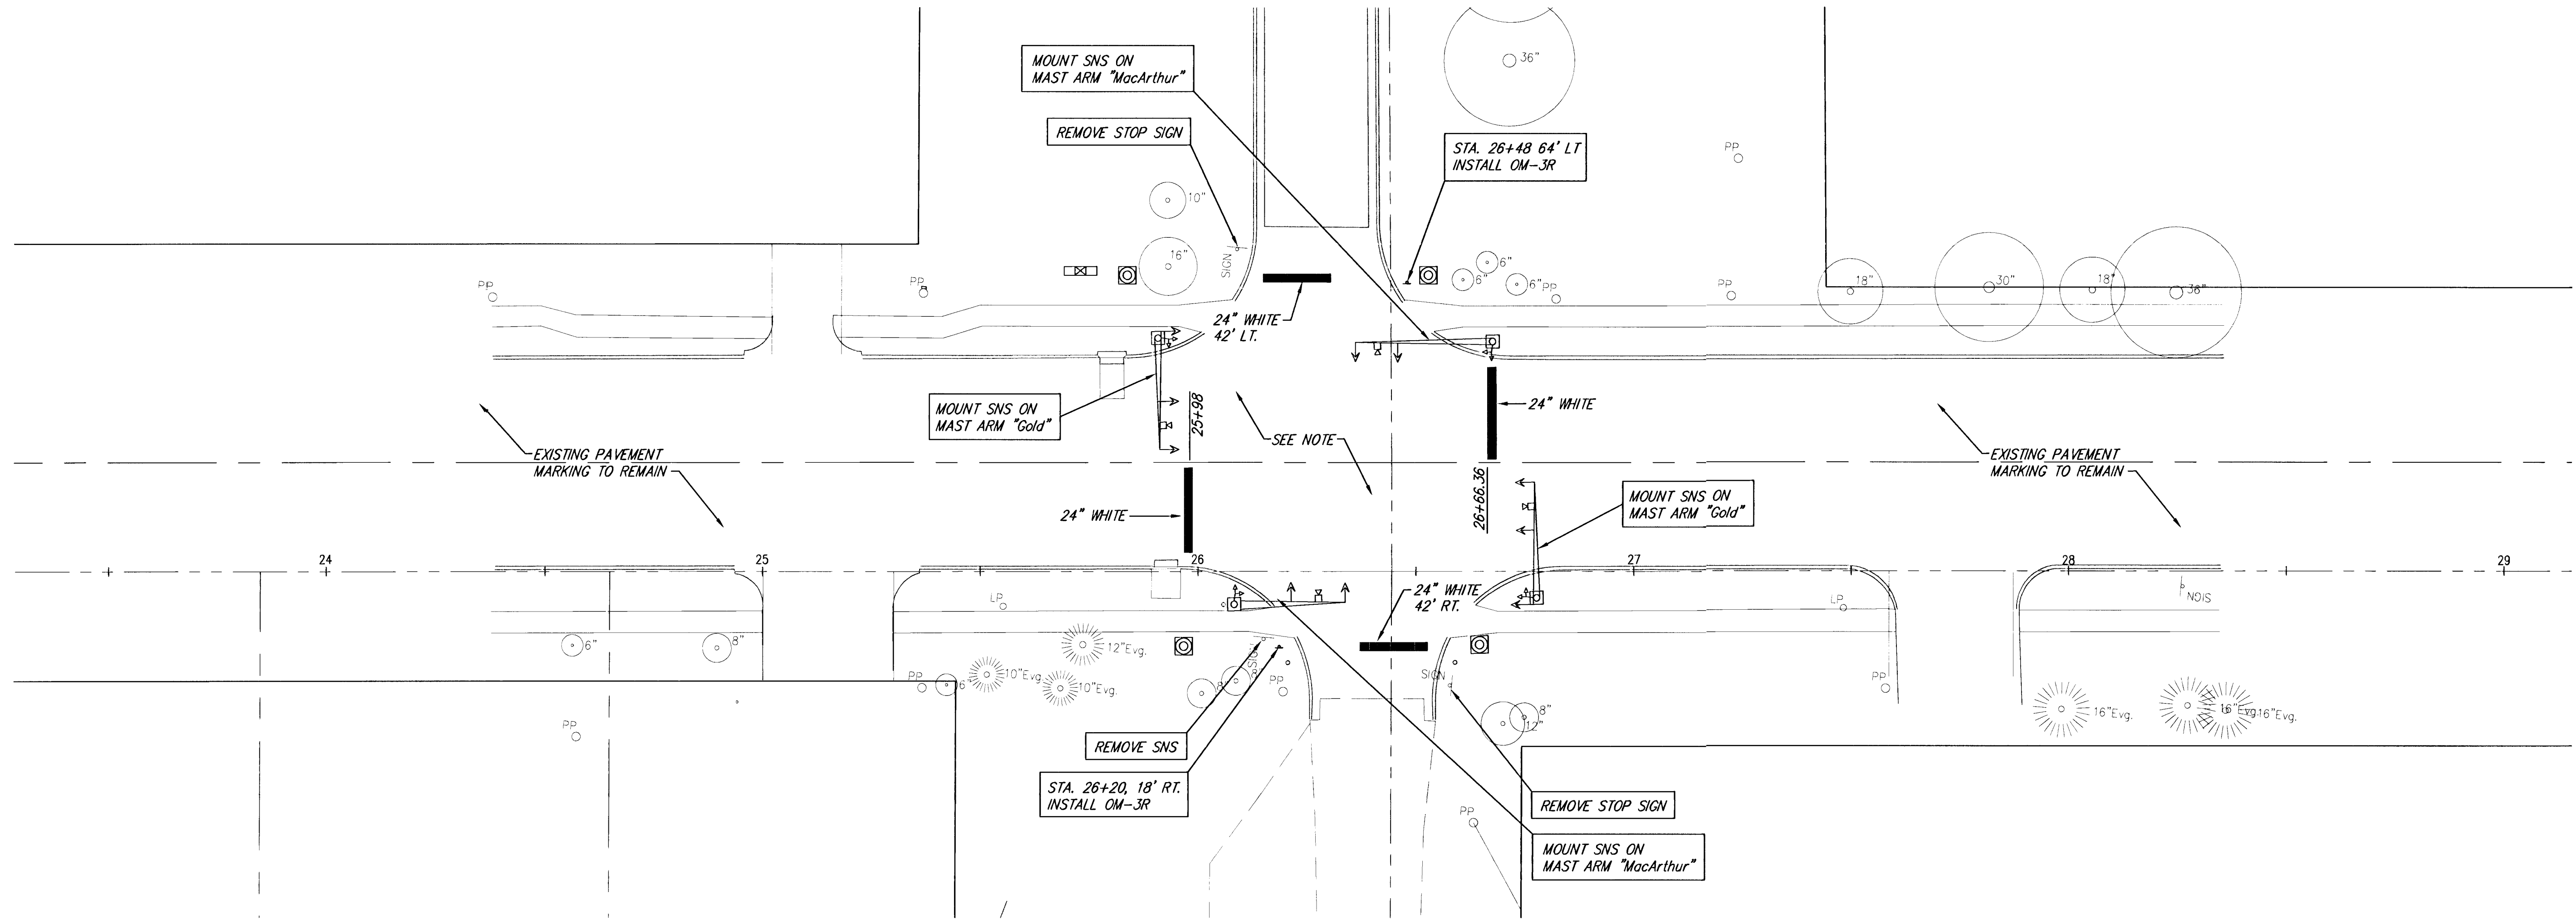 MOUNT SNS ON
MAST ARM "MacArthur"
36"
REMOVE STOP SIGN
STA. 26+48 64' LT
INSTALL OM-3R
PP
10"
16"
SIGN
6"
6"
6"
PP
PP
PP
PP
18"
30"
18"
36"
24" WHITE
42' LT.
MOUNT SNS ON
MAST ARM "Gold"
25+98
24" WHITE
SEE NOTE
EXISTING PAVEMENT
MARKING TO REMAIN
EXISTING PAVEMENT
MARKING TO REMAIN
26+66.36
MOUNT SNS ON
MAST ARM "Gold"
24" WHITE
24
25
26
27
28
29
24" WHITE
42' RT.
LP
LP
SIGN
6"
8"
12"Evg.
SIGN
10"Evg.
10"Evg.
PP
6"
8"
8"
PP
SIGN
PP
8"
12"
16"Evg.
16"Evg.
16"Evg.
PP
REMOVE SNS
STA. 26+20, 18' RT.
INSTALL OM-3R
PP
REMOVE STOP SIGN
MOUNT SNS ON
MAST ARM "MacArthur"